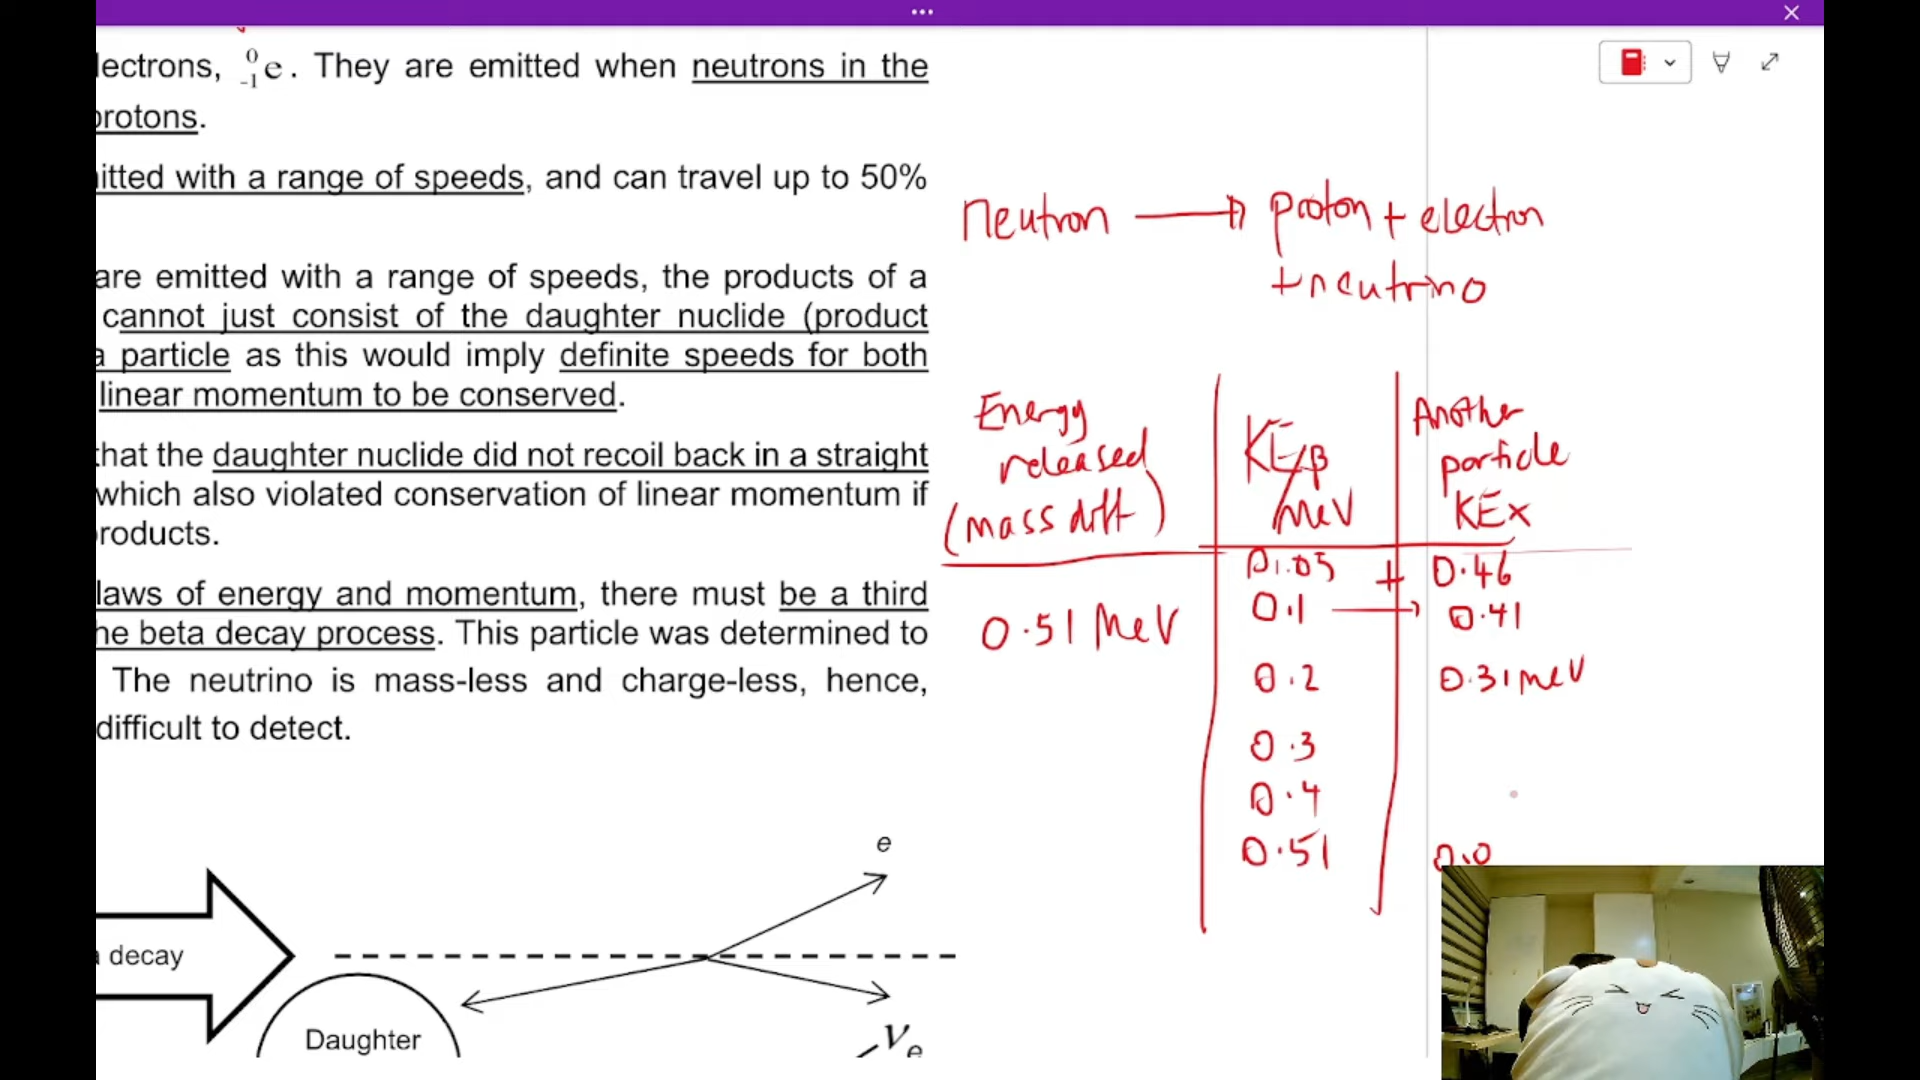 lectrons, ⁰₋₁e. They are emitted when neutrons in the
protons.
itted with a range of speeds, and can travel up to 50%
are emitted with a range of speeds, the products of a
cannot just consist of the daughter nuclide (product
a particle as this would imply definite speeds for both
linear momentum to be conserved.
that the daughter nuclide did not recoil back in a straight
which also violated conservation of linear momentum if
roducts.
laws of energy and momentum, there must be a third
he beta decay process. This particle was determined to
The neutrino is mass-less and charge-less, hence,
difficult to detect.
decay
Daughter
e
νₑ
neutron → proton + electron
+ neutrino
Energy
released
(mass diff)
KEβ
/MeV
Another
particle
KEx
0.51 MeV
0.05 + 0.46
0.1 → 0.41
0.2 0.31 MeV
0.3
0.4
0.51 0.0